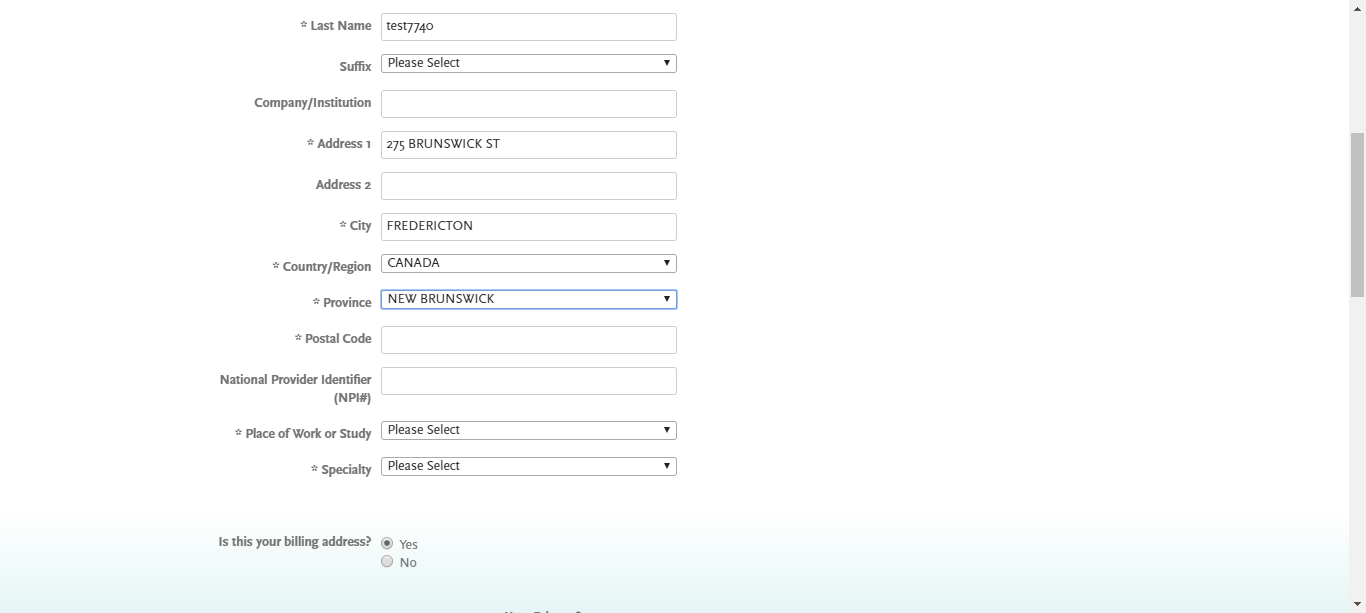 * Last Name test7740
Suffix Please Select
Company/Institution
* Address 1 275 BRUNSWICK ST
Address 2
* City FREDERICTON
* Country/Region CANADA
* Province NEW BRUNSWICK
* Postal Code
National Provider Identifier
(NPI#)
* Place of Work or Study Please Select
* Specialty Please Select
Is this your billing address? Yes
No